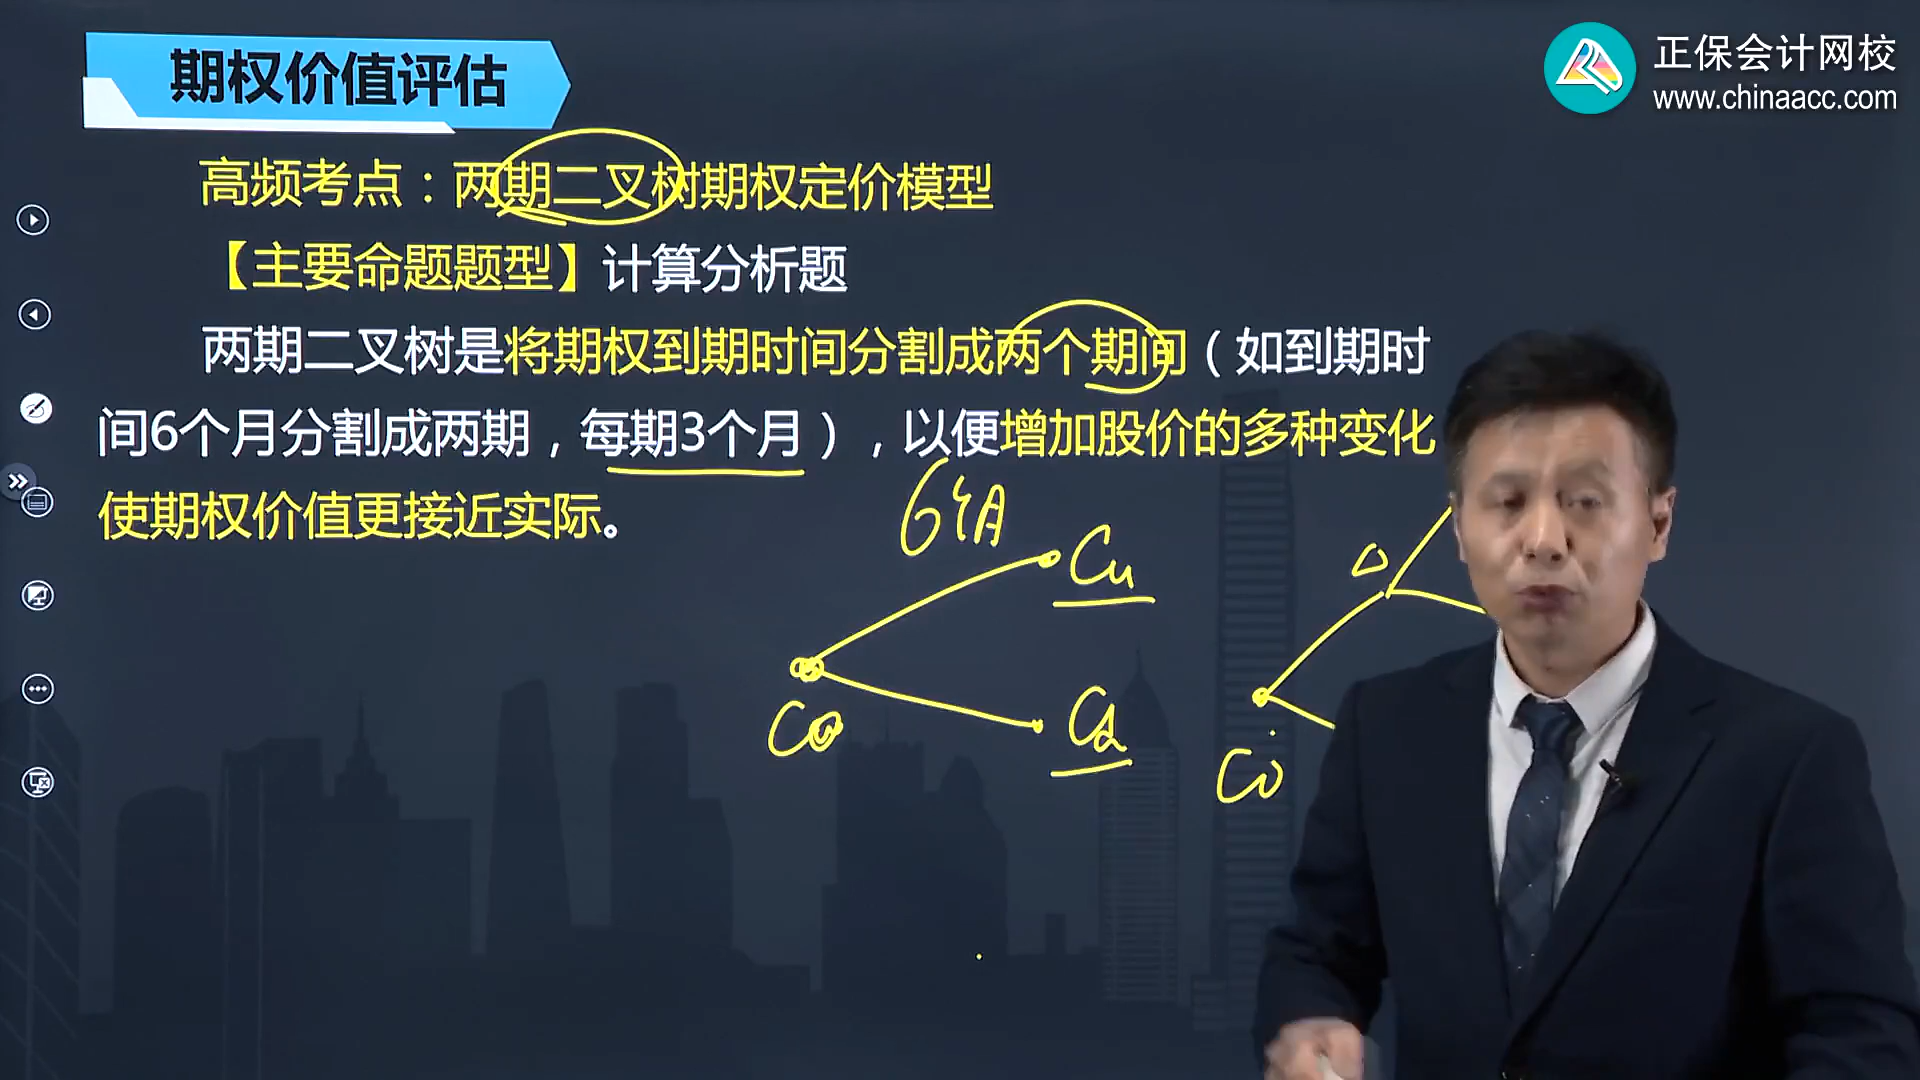 期权价值评估
正保会计网校
www.chinaacc.com
高频考点：两期二叉树期权定价模型
【主要命题题型】计算分析题
两期二叉树是将期权到期时间分割成两个期间（如到期时
间6个月分割成两期，每期3个月），以便增加股价的多种变化
使期权价值更接近实际。
6个月
Cu
C0
Cd
C0